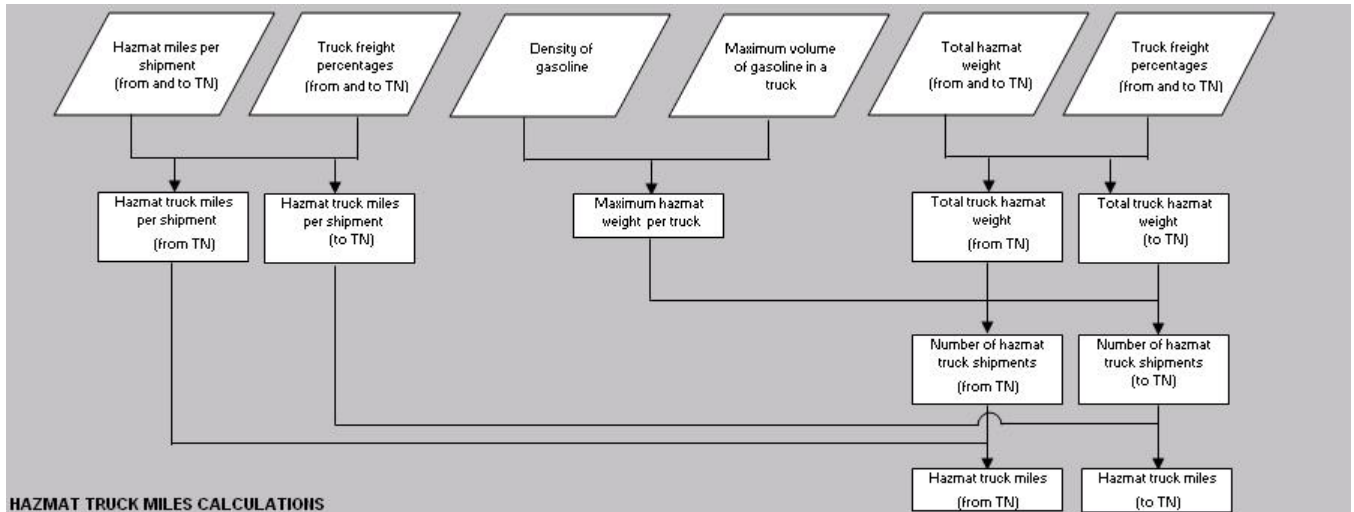 Hazmat miles per
shipment
(from and to TN)
Truck freight
percentages
(from and to TN)
Density of
gasoline
Maximum volume
of gasoline in a
truck
Total hazmat
weight
(from and to TN)
Truck freight
percentages
(from and to TN)
Hazmat truck miles
per shipment
(from TN)
Hazmat truck miles
per shipment
(to TN)
Maximum hazmat
weight per truck
Total truck hazmat
weight
(from TN)
Total truck hazmat
weight
(to TN)
Number of hazmat
truck shipments
(from TN)
Number of hazmat
truck shipments
(to TN)
Hazmat truck miles
(from TN)
Hazmat truck miles
(to TN)
HAZMAT TRUCK MILES CALCULATIONS